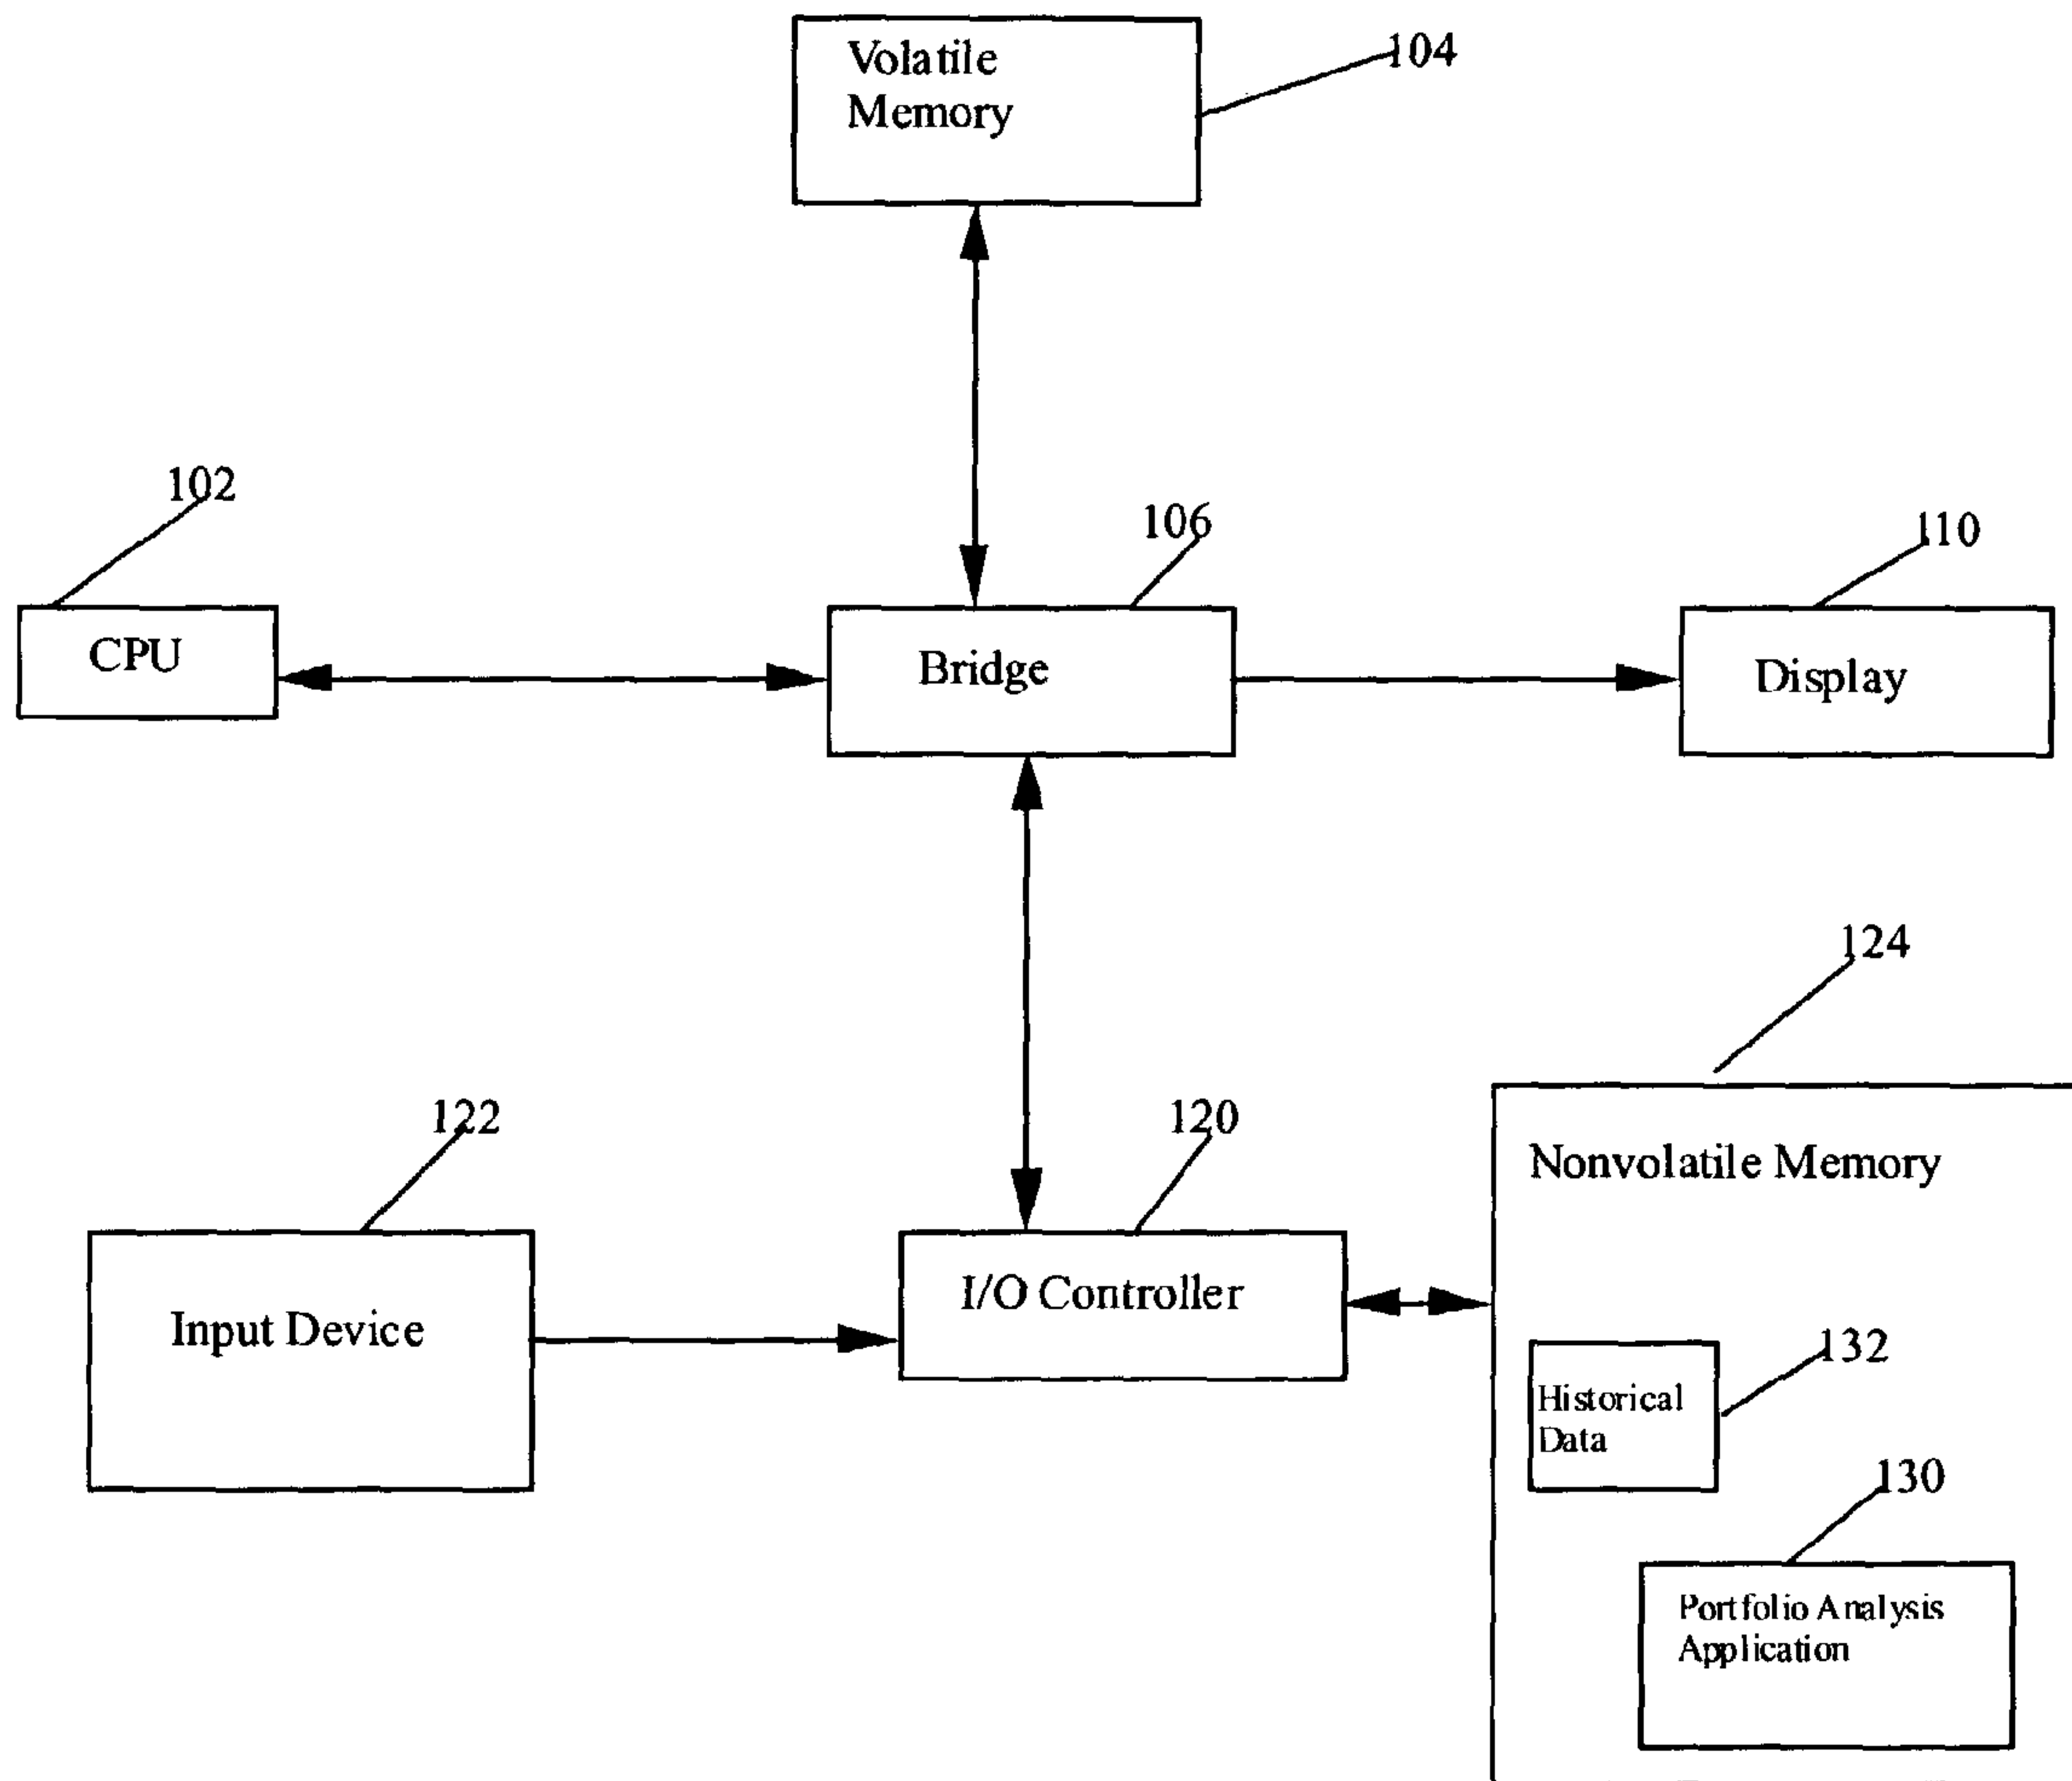 Volatile
Memory
104
102
106
110
CPU
Bridge
Display
124
122
120
Nonvolatile Memory
Input Device
I/O Controller
132
Historical
Data
130
Portfolio Analysis
Application